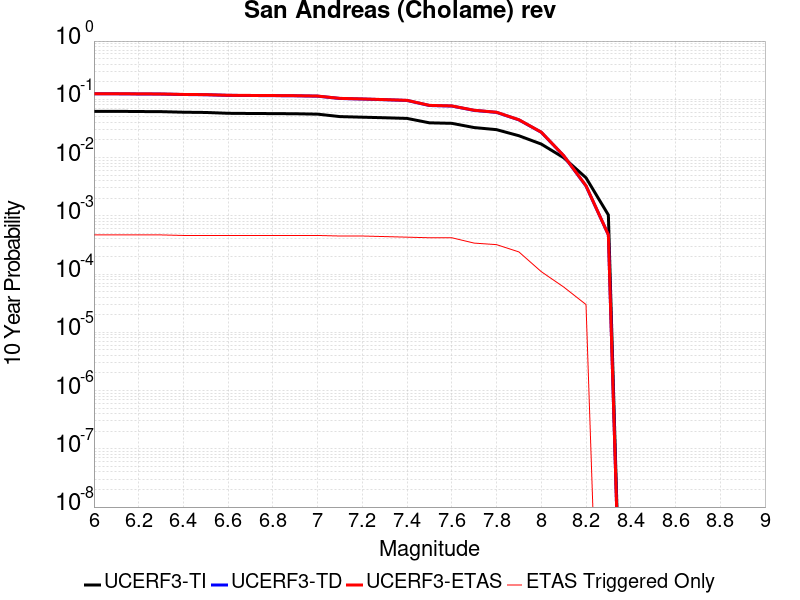 San Andreas (Cholame) rev
10^0
10^-1
10^-2
10^-3
10^-4
10^-5
10^-6
10^-7
10^-8
10 Year Probability
6 6.2 6.4 6.6 6.8 7 7.2 7.4 7.6 7.8 8 8.2 8.4 8.6 8.8 9
Magnitude
UCERF3-TI UCERF3-TD UCERF3-ETAS ETAS Triggered Only